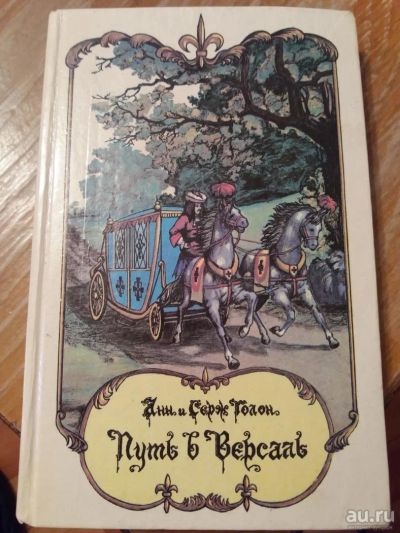 Анн и Серж Голон
Путь в Версаль
au.ru